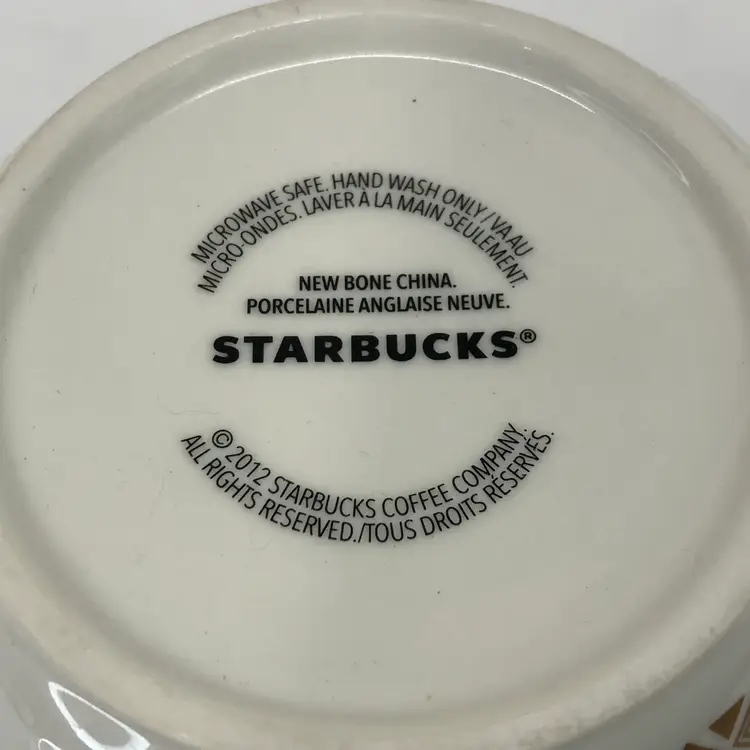 MICROWAVE SAFE. HAND WASH ONLY / VA AU
MICRO-ONDES. LAVER À LA MAIN SEULEMENT.
NEW BONE CHINA.
PORCELAINE ANGLAISE NEUVE.
STARBUCKS®
© 2012 STARBUCKS COFFEE COMPANY.
ALL RIGHTS RESERVED./TOUS DROITS RÉSERVÉS.